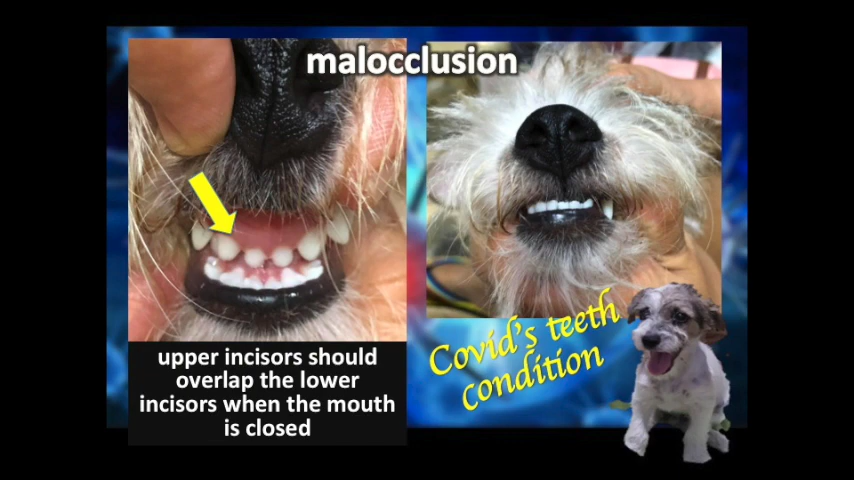 malocclusion
upper incisors should
overlap the lower
incisors when the mouth
is closed
Covid's teeth
condition